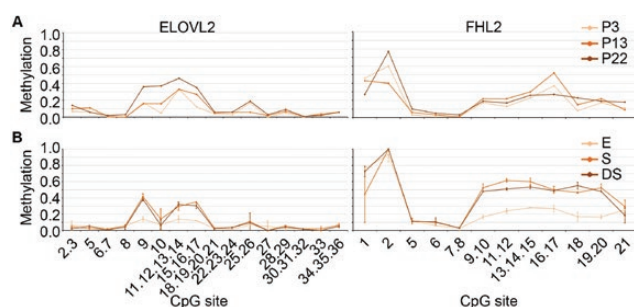 A
ELOVL2
FHL2
Methylation
1.0
0.8
0.6
0.4
0.2
0
P3
P13
P22
B
Methylation
1.0
0.8
0.6
0.4
0.2
0
E
S
DS
2.3
5
6.7
8
9
10
11.12.13.14
15.16.17
18.19.20.21
22.23.24
25.26
27
28.29
30.31.32
33
34.35.36
CpG site
1
2
5
6
7.8
9.10
11.12
13.14.15
16.17
18
19.20
21
CpG site